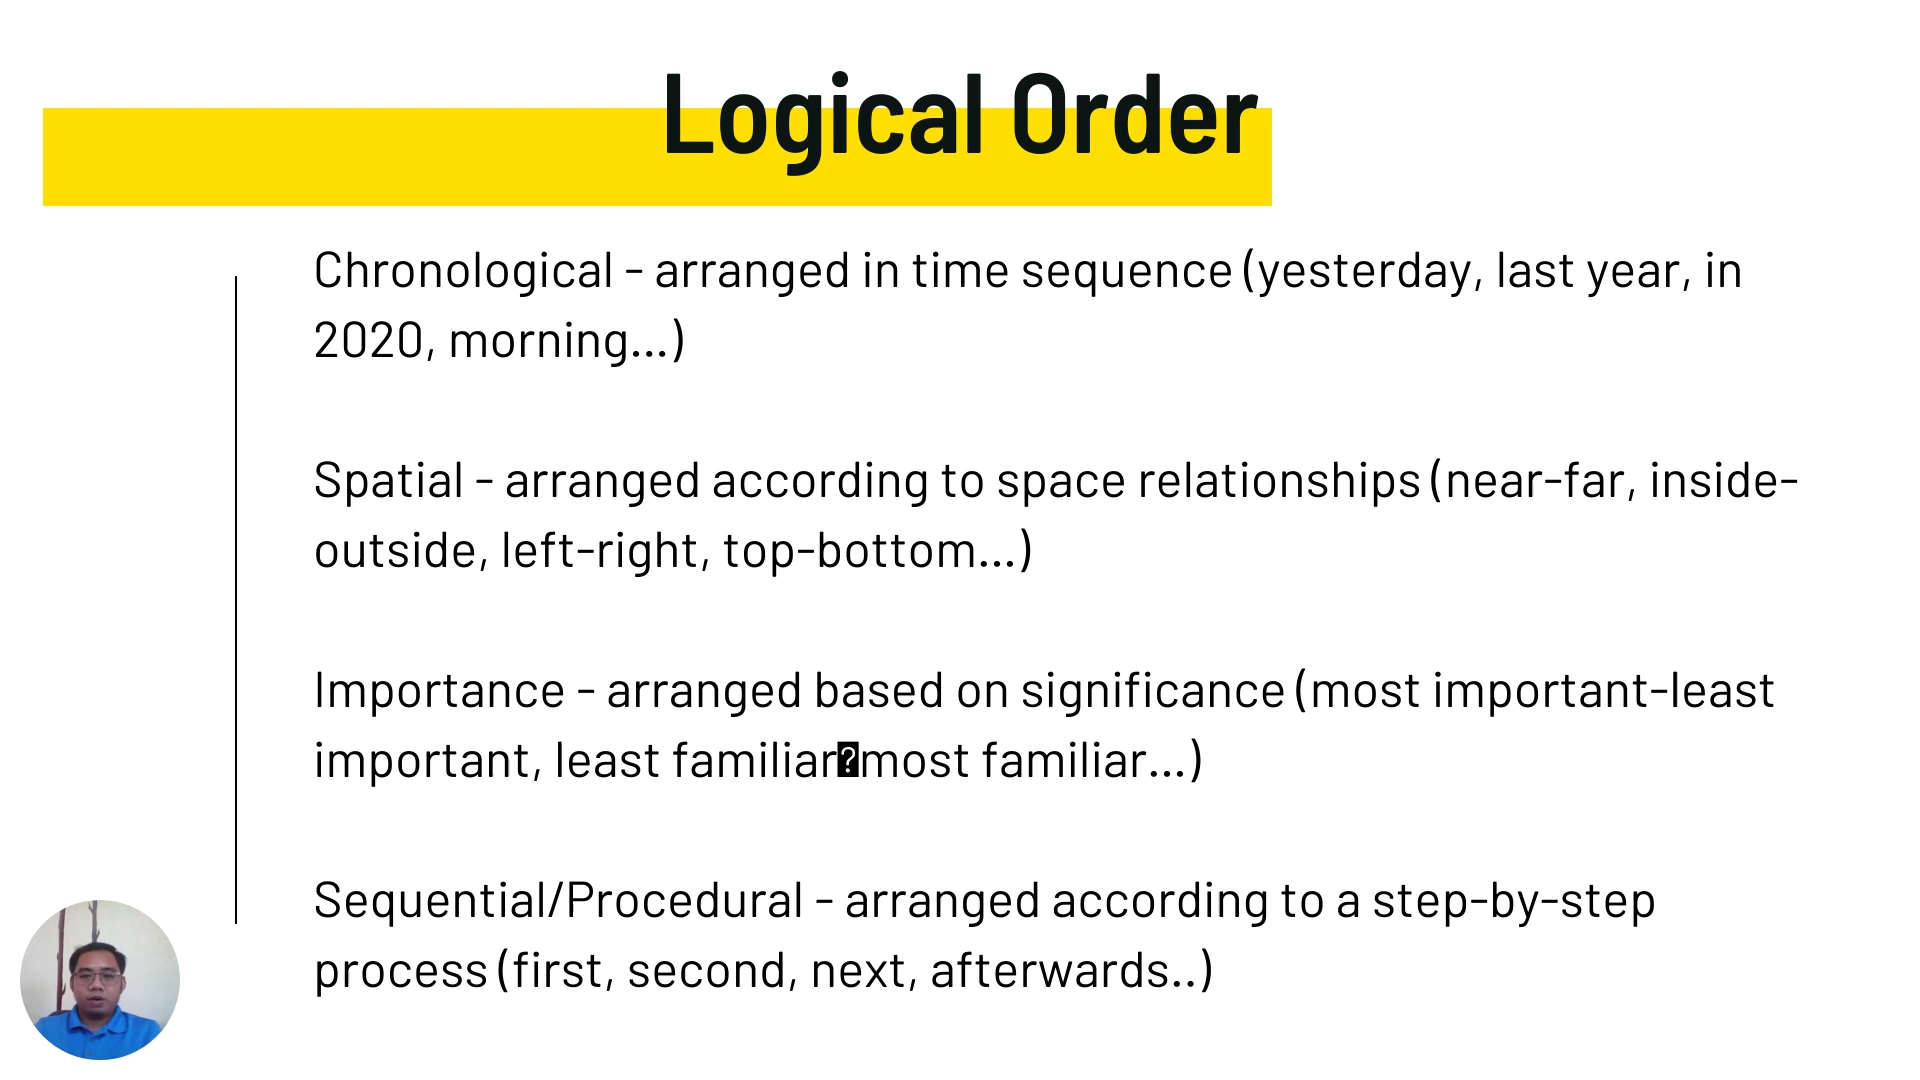 Logical Order
Chronological - arranged in time sequence (yesterday, last year, in
2020, morning...)
Spatial - arranged according to space relationships (near-far, inside-
outside, left-right, top-bottom...)
Importance - arranged based on significance (most important-least
important, least familiar�most familiar...)
Sequential/Procedural - arranged according to a step-by-step
process (first, second, next, afterwards..)